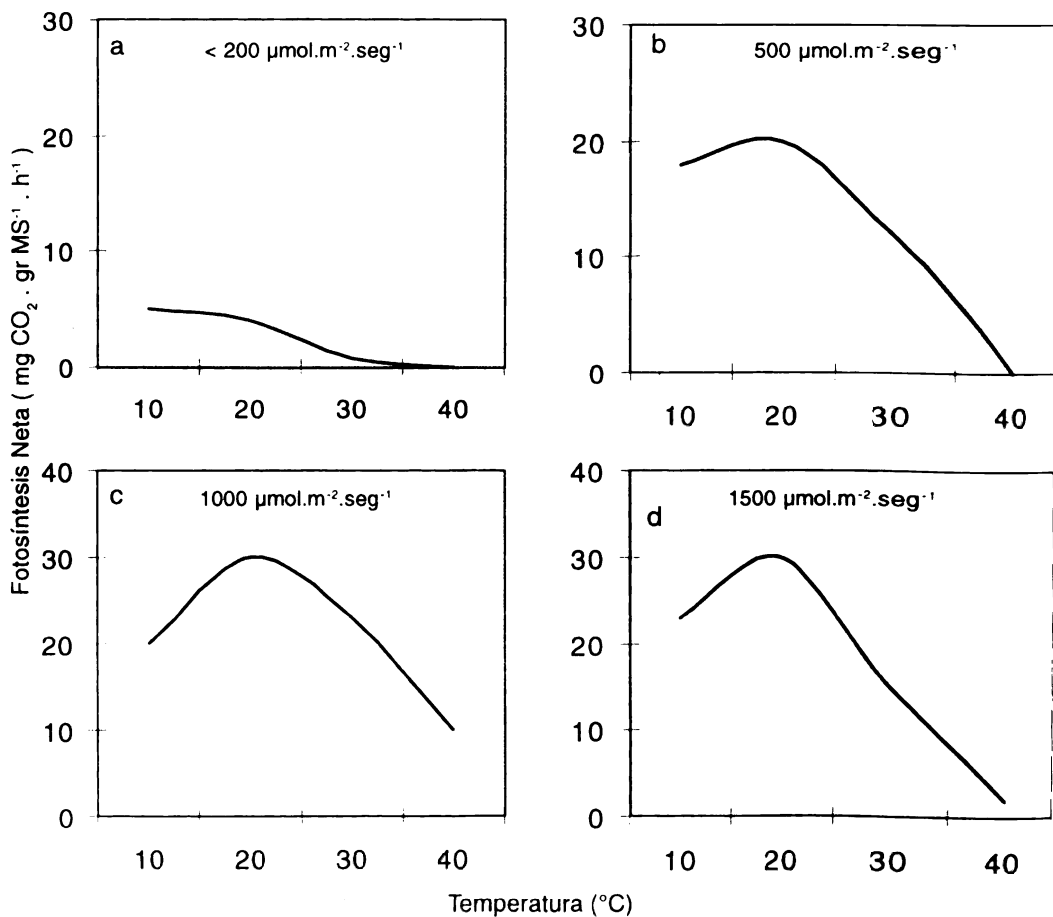 Fotosíntesis Neta ( mg CO₂ . gr MS⁻¹ . h⁻¹ )
a
< 200 µmol.m⁻².seg⁻¹
30
20
10
0
10 20 30 40
b
500 µmol.m⁻².seg⁻¹
30
20
10
0
10 20 30 40
c
1000 µmol.m⁻².seg⁻¹
40
30
20
10
0
10 20 30 40
d
1500 µmol.m⁻².seg⁻¹
40
30
20
10
0
10 20 30 40
Temperatura (°C)